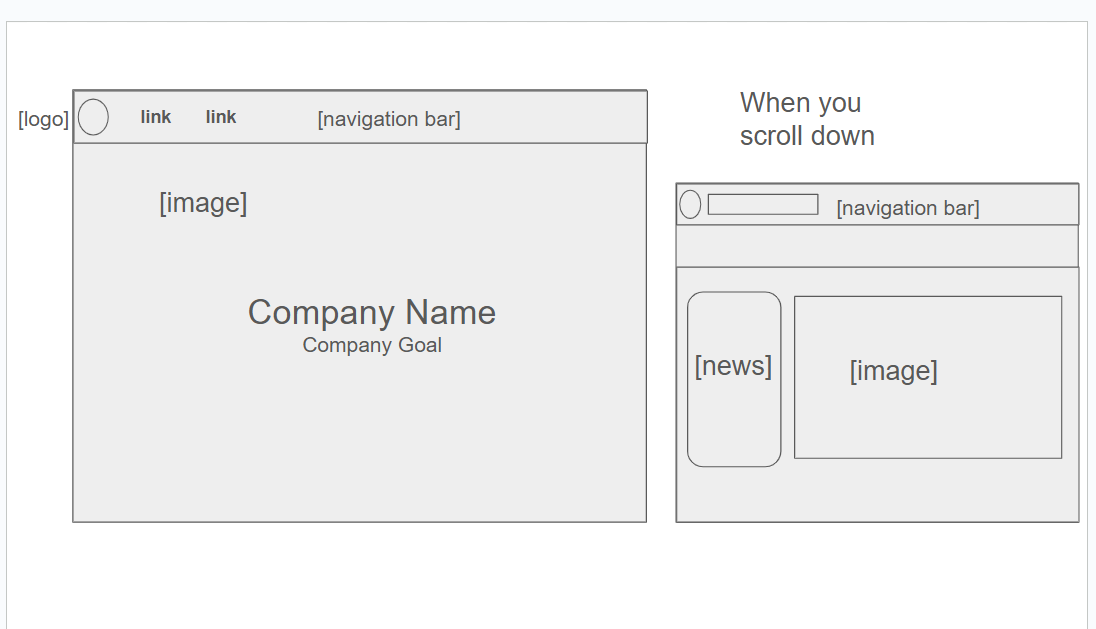 [logo]
link link [navigation bar]
[image]
Company Name
Company Goal
When you
scroll down
[navigation bar]
[news]
[image]